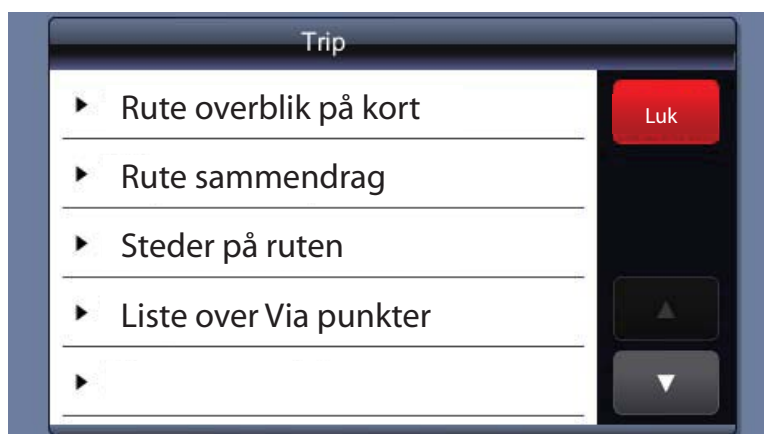 Trip
Rute overblik på kort
Luk
Rute sammendrag
Steder på ruten
Liste over Via punkter